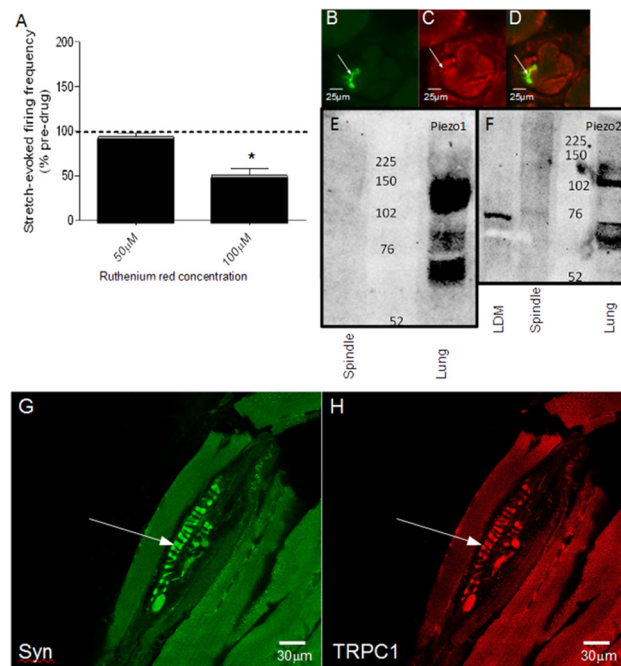 A
Stretch-evoked firing frequency
(% pre-drug)
200
150
100
50
0
*
50µM
100µM
Ruthenium red concentration
B
25µm
C
25µm
D
25µm
E
Piezo1
225
150
102
76
52
Spindle
Lung
F
Piezo2
225
150
102
76
52
LDM
Spindle
Lung
G
Syn
30µm
H
TRPC1
30µm